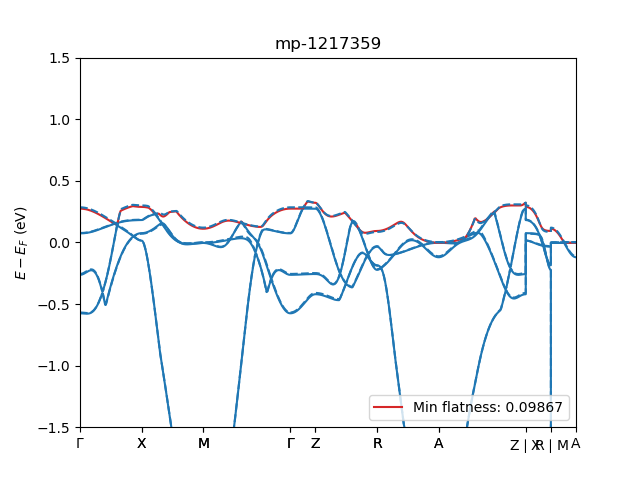 mp-1217359
E − E_F (eV)
1.5
1.0
0.5
0.0
−0.5
−1.0
−1.5
Min flatness: 0.09867
Γ X M Γ Z R A Z | X R | M A